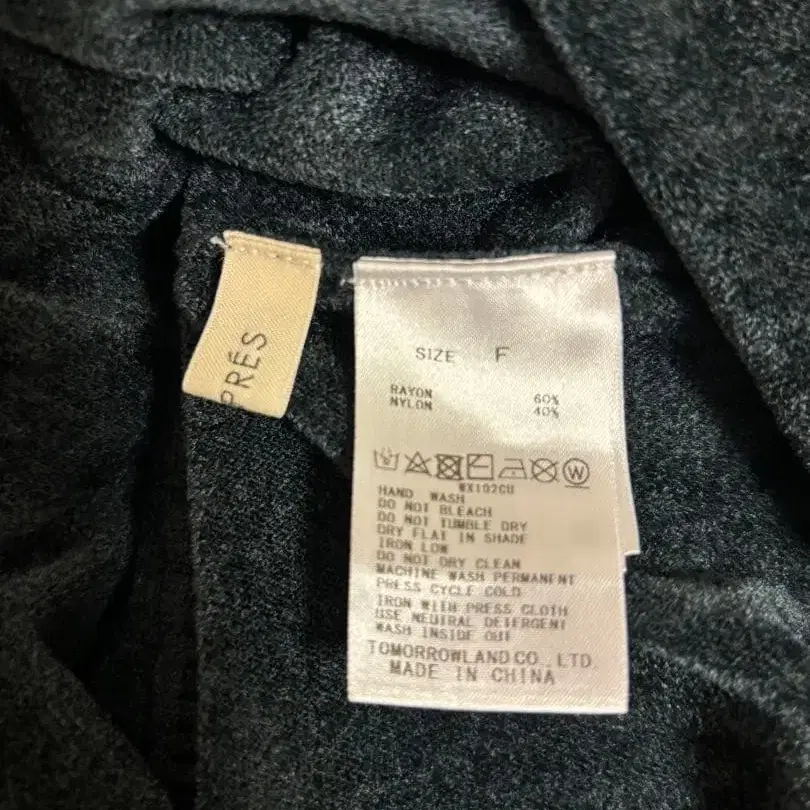 PRÉS
SIZE F
RAYON 60%
NYLON 40%
W
WX102CU
HAND WASH
DO NOT BLEACH
DO NOT TUMBLE DRY
DRY FLAT IN SHADE
IRON LOW
DO NOT DRY CLEAN
MACHINE WASH PERMANENT
PRESS CYCLE COLD
IRON WITH PRESS CLOTH
USE NEUTRAL DETERGENT
WASH INSIDE OUT
TOMORROWLAND CO., LTD.
MADE IN CHINA